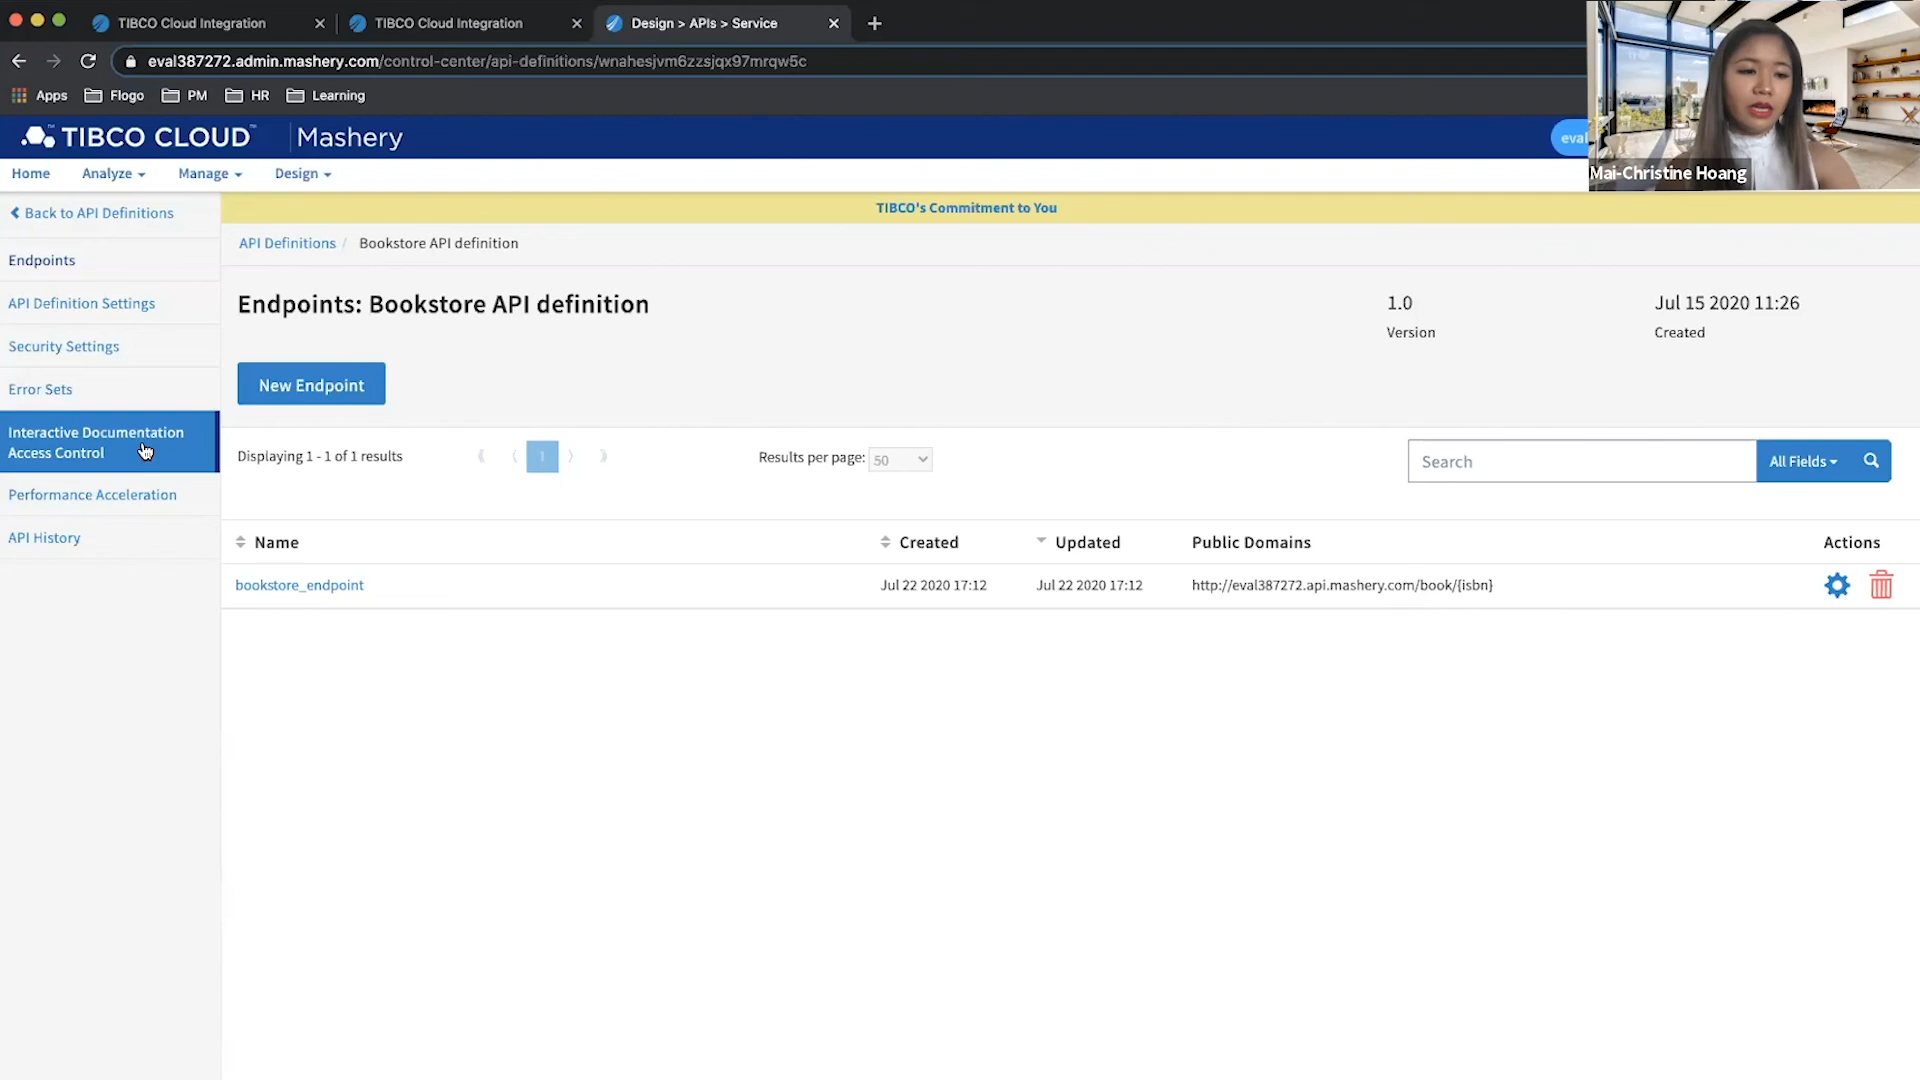 TIBCO Cloud Integration
TIBCO Cloud Integration
Design > APIs > Service
eval387272.admin.mashery.com/control-center/api-definitions/wnahesjvm6zzsjqx97mrqw5c
Apps Flogo PM HR Learning
TIBCO CLOUD™ Mashery
eval
Mai-Christine Hoang
Home Analyze Manage Design
Back to API Definitions
TIBCO's Commitment to You
API Definitions / Bookstore API definition
Endpoints
API Definition Settings
Security Settings
Error Sets
Interactive Documentation
Access Control
Performance Acceleration
API History
Endpoints: Bookstore API definition
1.0
Version
Jul 15 2020 11:26
Created
New Endpoint
Displaying 1 - 1 of 1 results
1
Results per page: 50
Search
All Fields
Name Created Updated Public Domains Actions
bookstore_endpoint Jul 22 2020 17:12 Jul 22 2020 17:12 http://eval387272.api.mashery.com/book/{isbn}